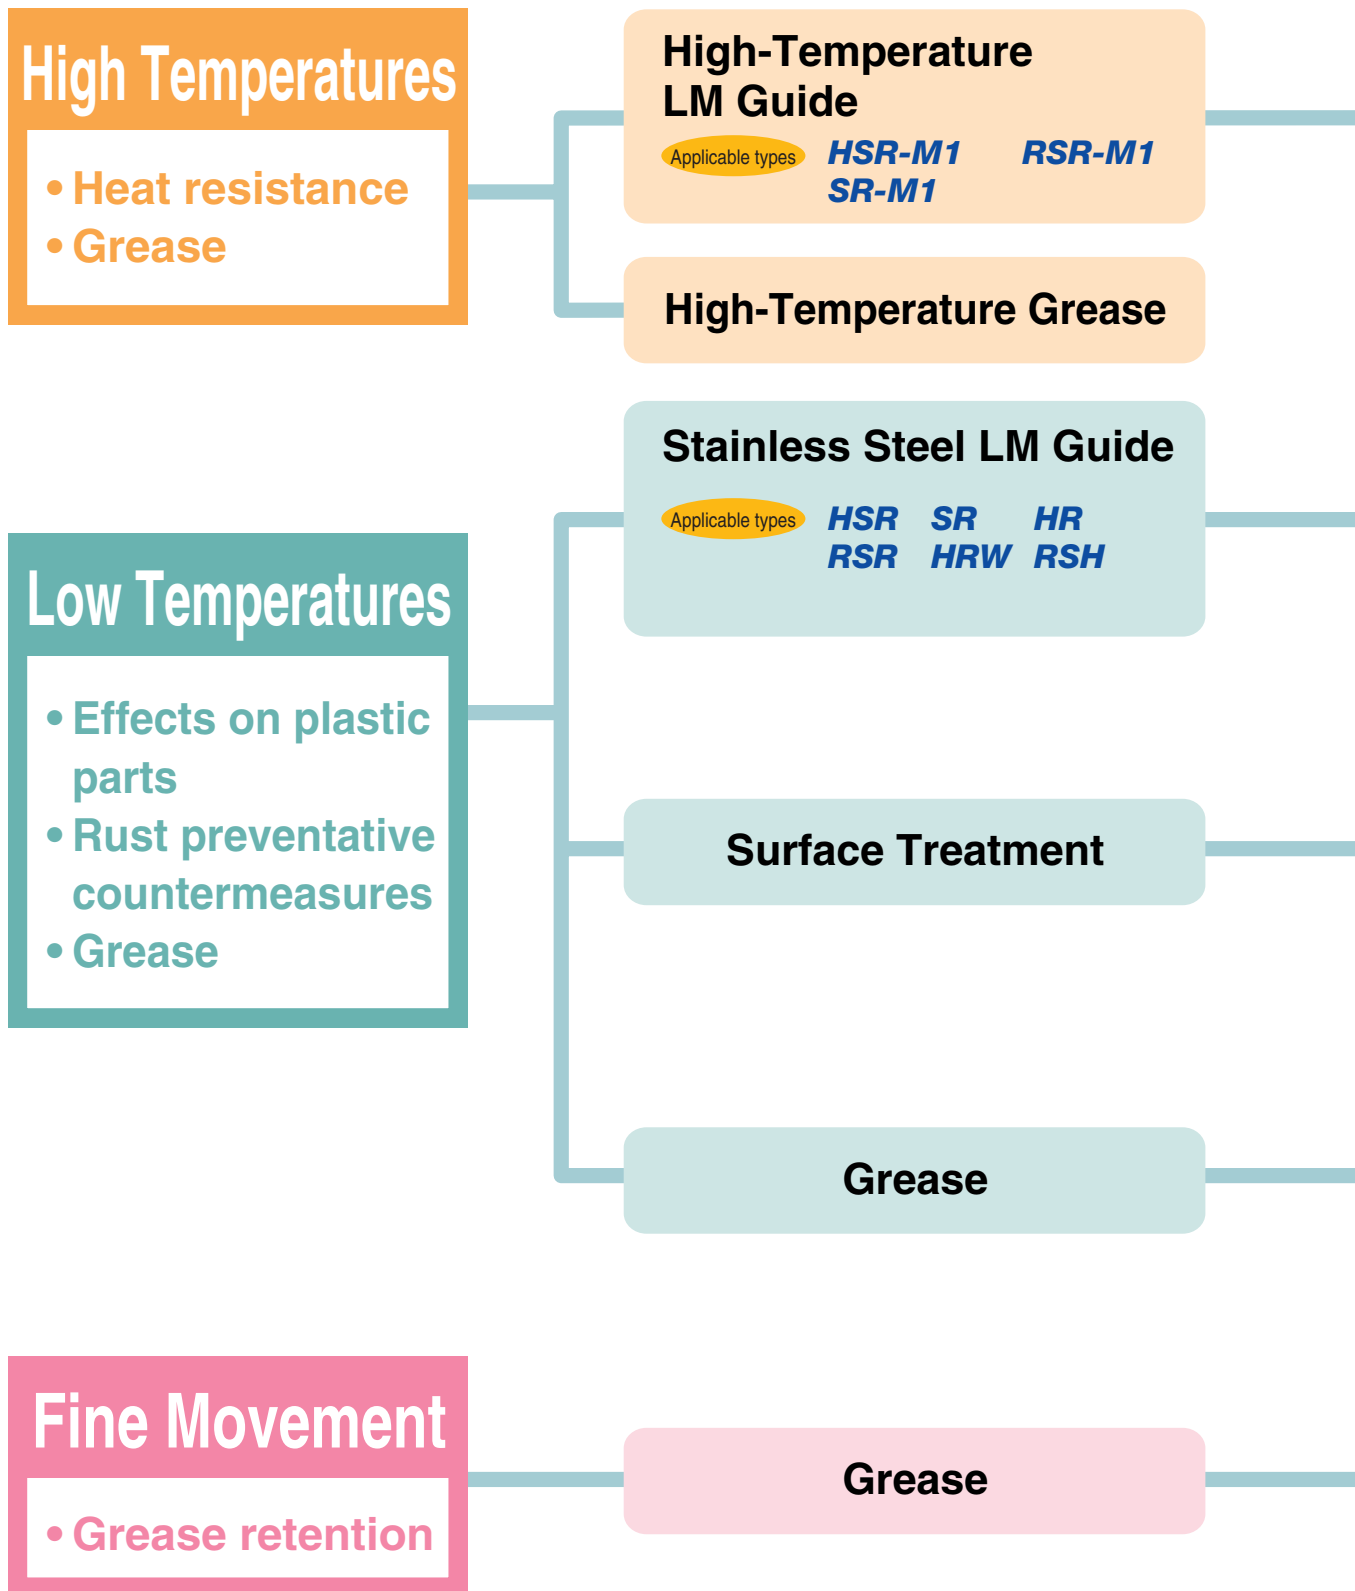 High Temperatures
• Heat resistance
• Grease
High-Temperature
LM Guide
Applicable types HSR-M1 RSR-M1
SR-M1
High-Temperature Grease
Low Temperatures
• Effects on plastic
parts
• Rust preventative
countermeasures
• Grease
Stainless Steel LM Guide
Applicable types HSR SR HR
RSR HRW RSH
Surface Treatment
Grease
Fine Movement
• Grease retention
Grease